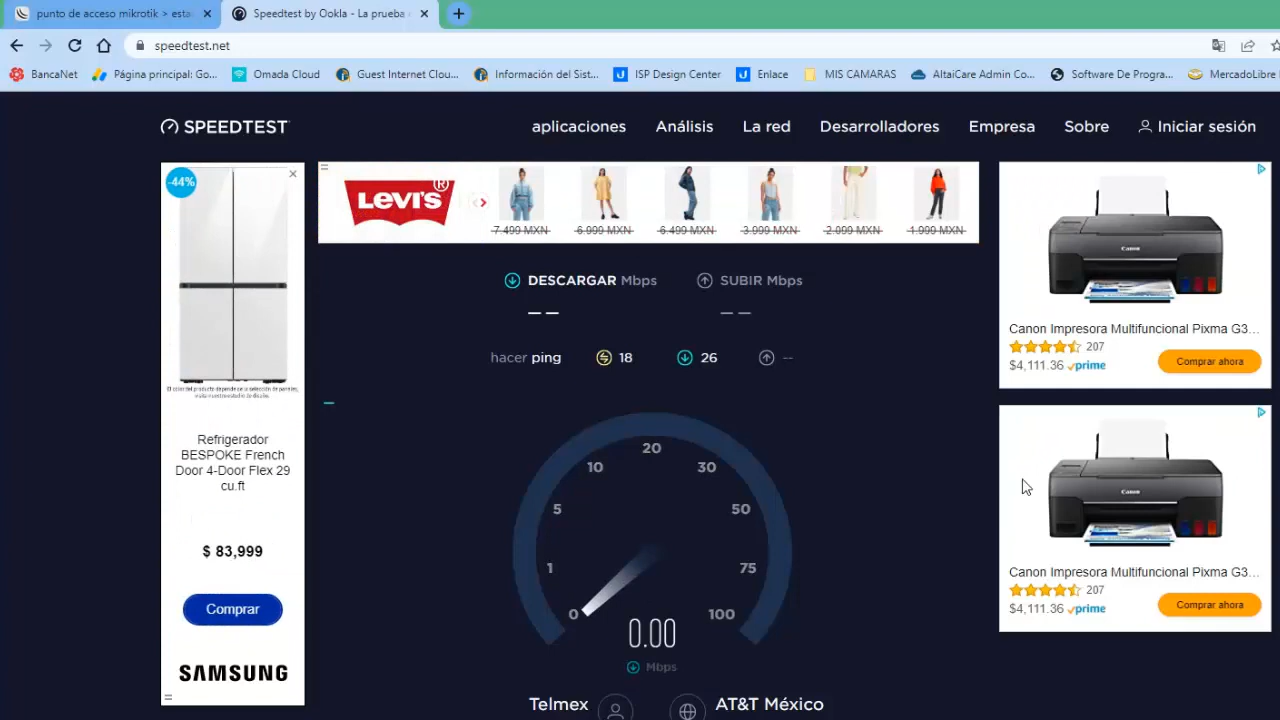 punto de acceso mikrotik > esta
Speedtest by Ookla - La prueba
speedtest.net
BancaNet
Página principal: Go...
Omada Cloud
Guest Internet Clou...
Información del Sist...
ISP Design Center
Enlace
MIS CAMARAS
AltaiCare Admin Co...
Software De Progra...
MercadoLibre
SPEEDTEST
aplicaciones
Análisis
La red
Desarrolladores
Empresa
Sobre
Iniciar sesión
-44%
Refrigerador
BESPOKE French
Door 4-Door Flex 29
cu.ft
$ 83,999
Comprar
SAMSUNG
LEVI'S®
7.499 MXN
6.999 MXN
6.499 MXN
3.999 MXN
2.099 MXN
1.999 MXN
DESCARGAR Mbps
SUBIR Mbps
hacer ping
18
26
--
0
1
5
10
20
30
50
75
100
0.00
Mbps
Telmex
AT&T México
Canon
Canon Impresora Multifuncional Pixma G3...
207
$4,111.36 prime
Comprar ahora
Canon
Canon Impresora Multifuncional Pixma G3...
207
$4,111.36 prime
Comprar ahora